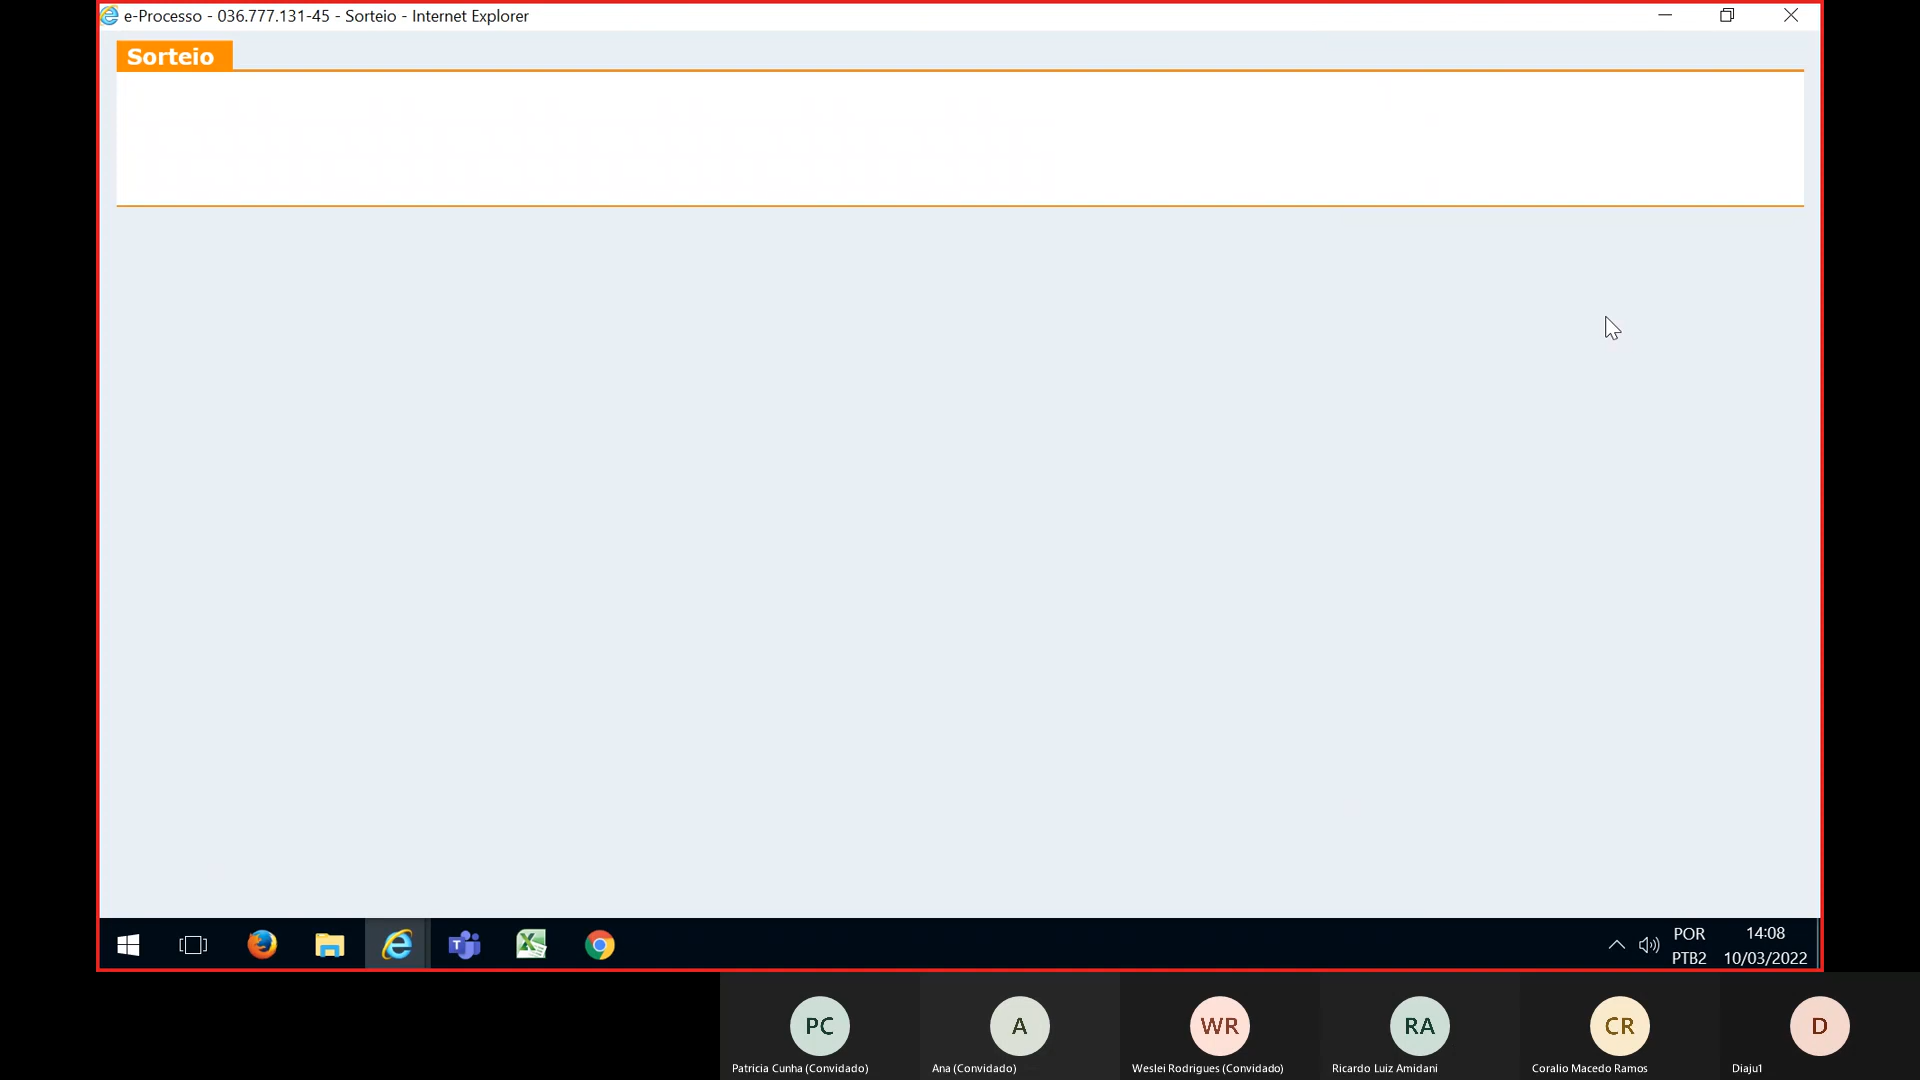 e-Processo - 036.777.131-45 - Sorteio - Internet Explorer
Sorteio
POR
14:08
PTB2
10/03/2022
PC
A
WR
RA
CR
D
Patricia Cunha (Convidado)
Ana (Convidado)
Weslei Rodrigues (Convidado)
Ricardo Luiz Amidani
Coralio Macedo Ramos
Diaju1